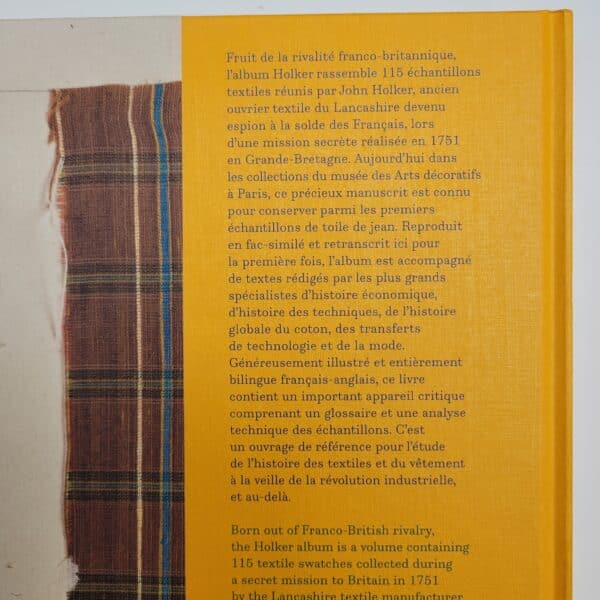 Fruit de la rivalité franco-britannique,
l'album Holker rassemble 115 échantillons
textiles réunis par John Holker, ancien
ouvrier textile du Lancashire devenu
espion à la solde des Français, lors
d'une mission secrète réalisée en 1751
en Grande-Bretagne. Aujourd'hui dans
les collections du musée des Arts décoratifs
à Paris, ce précieux manuscrit est connu
pour conserver parmi les premiers
échantillons de toile de jean. Reproduit
en fac-similé et retranscrit ici pour
la première fois, l'album est accompagné
de textes rédigés par les plus grands
spécialistes d'histoire économique,
d'histoire des techniques, de l'histoire
globale du coton, des transferts
de technologie et de la mode.
Généreusement illustré et entièrement
bilingue français-anglais, ce livre
contient un important appareil critique
comprenant un glossaire et une analyse
technique des échantillons. C'est
un ouvrage de référence pour l'étude
de l'histoire des textiles et du vêtement
à la veille de la révolution industrielle,
et au-delà.
Born out of Franco-British rivalry,
the Holker album is a volume containing
115 textile swatches collected during
a secret mission to Britain in 1751
by the Lancashire textile manufacturer